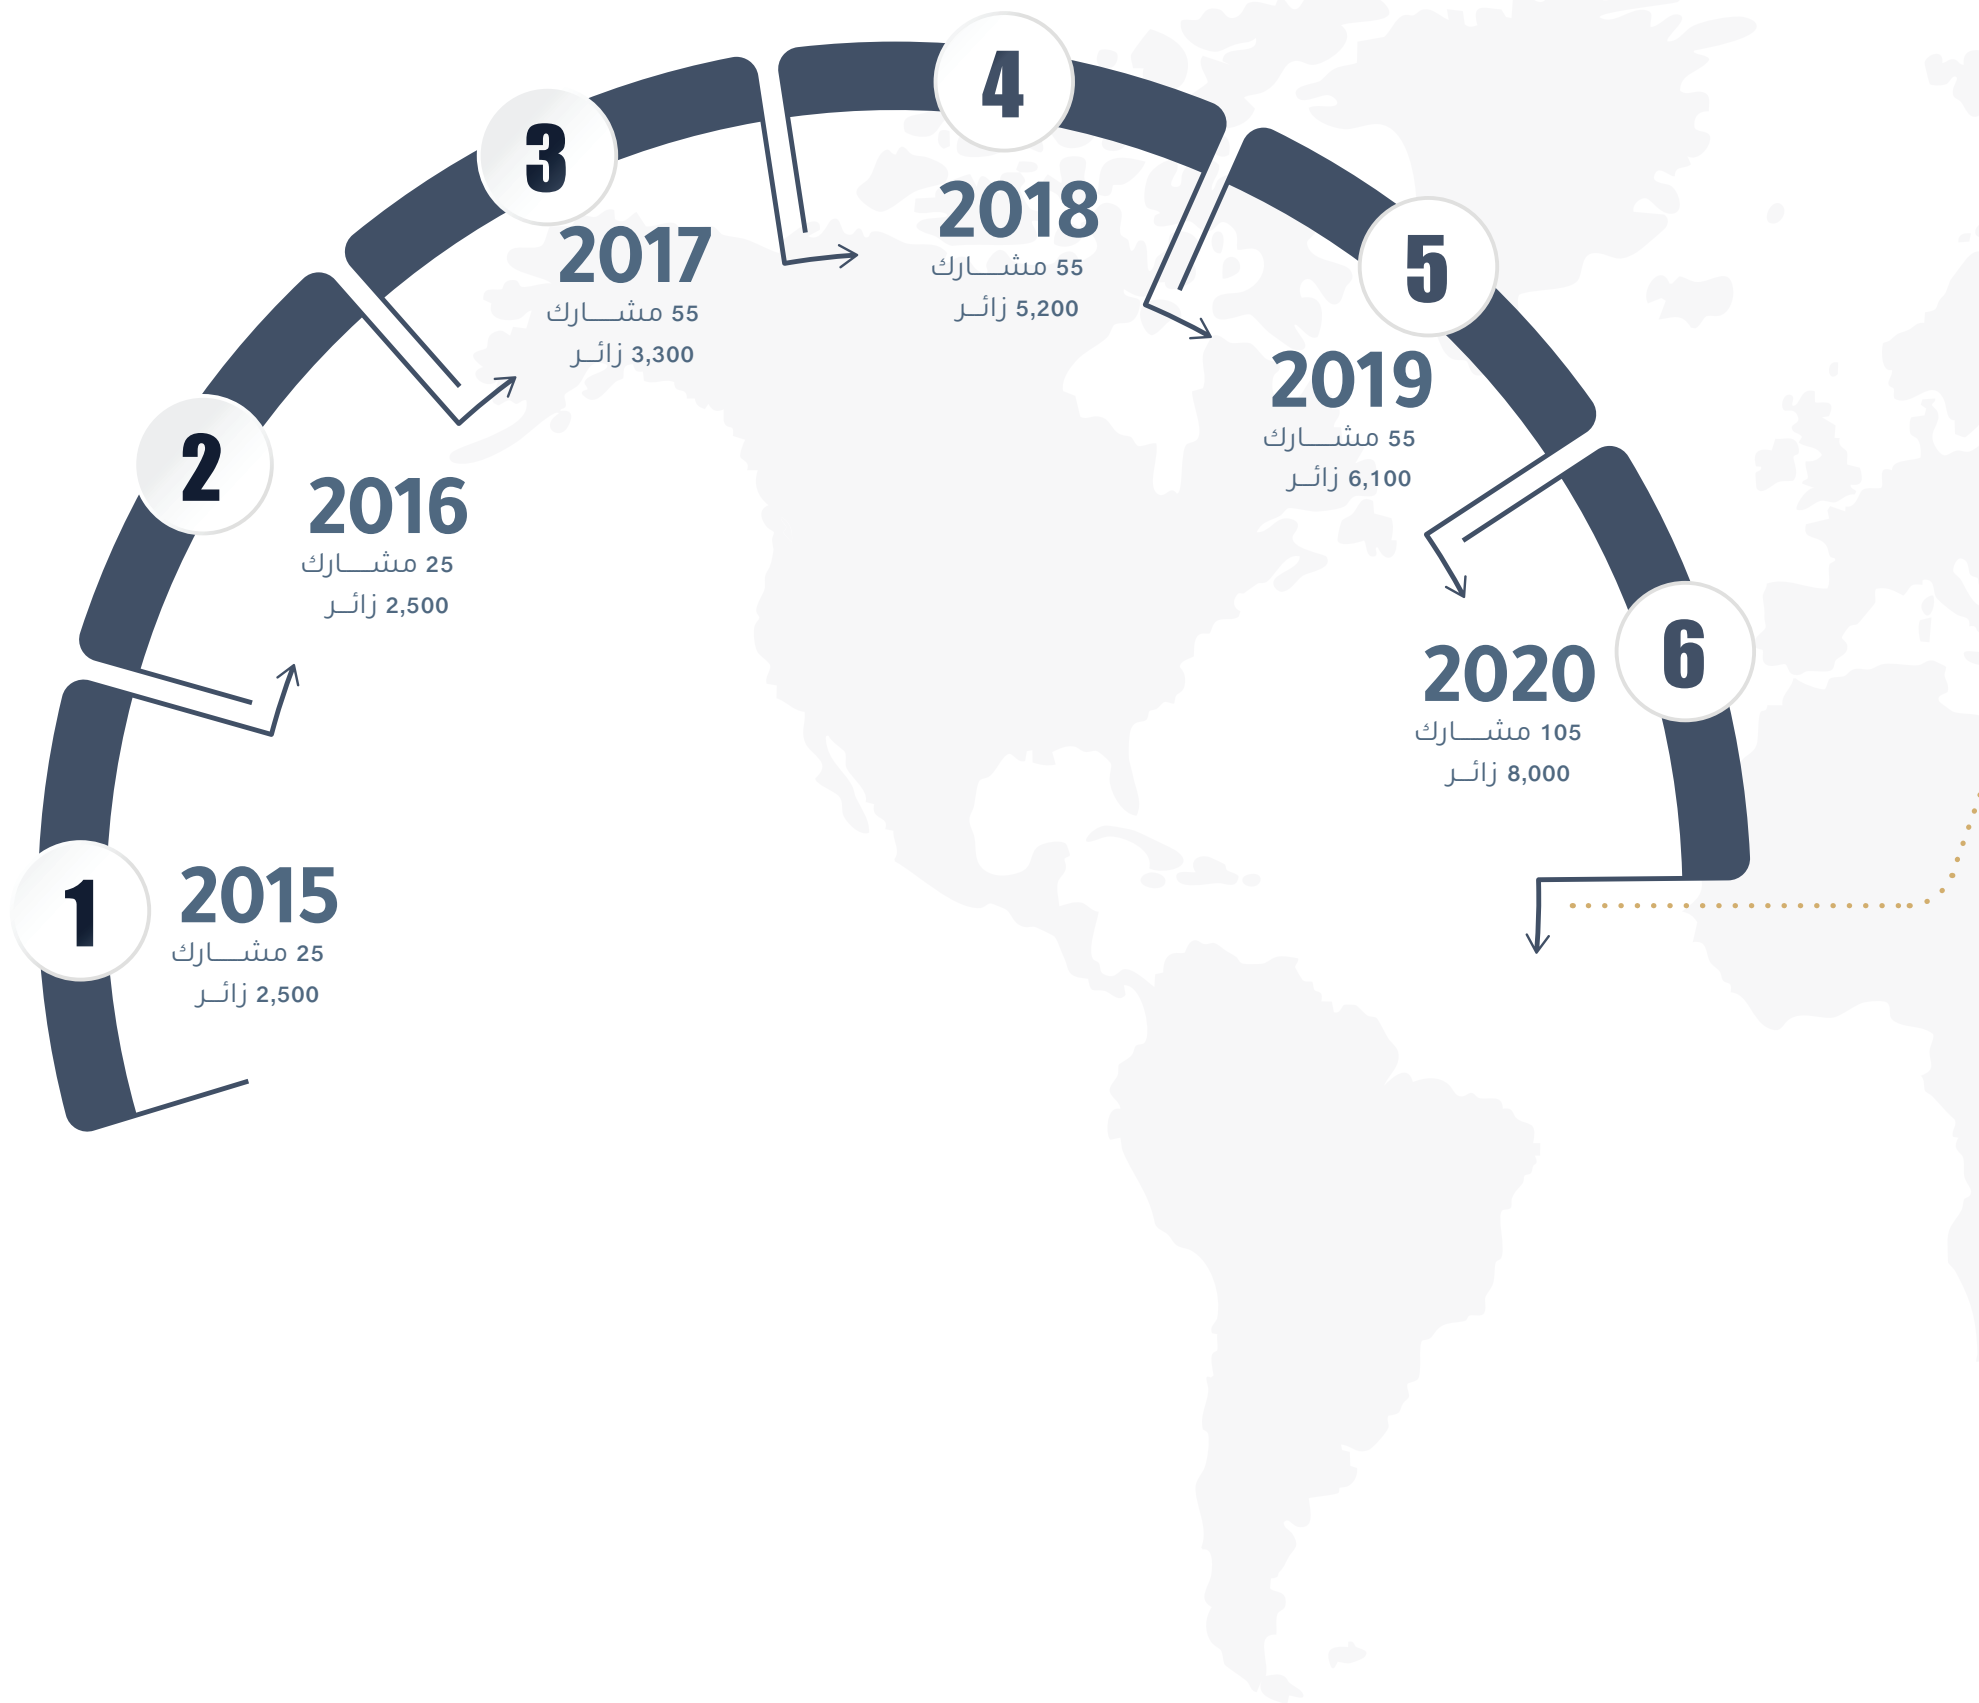 1
2015
25 مشـــارك
2,500 زائـر
2
2016
25 مشـــارك
2,500 زائـر
3
2017
55 مشـــارك
3,300 زائـر
4
2018
55 مشـــارك
5,200 زائـر
5
2019
55 مشـــارك
6,100 زائـر
6
2020
105 مشـــارك
8,000 زائـر